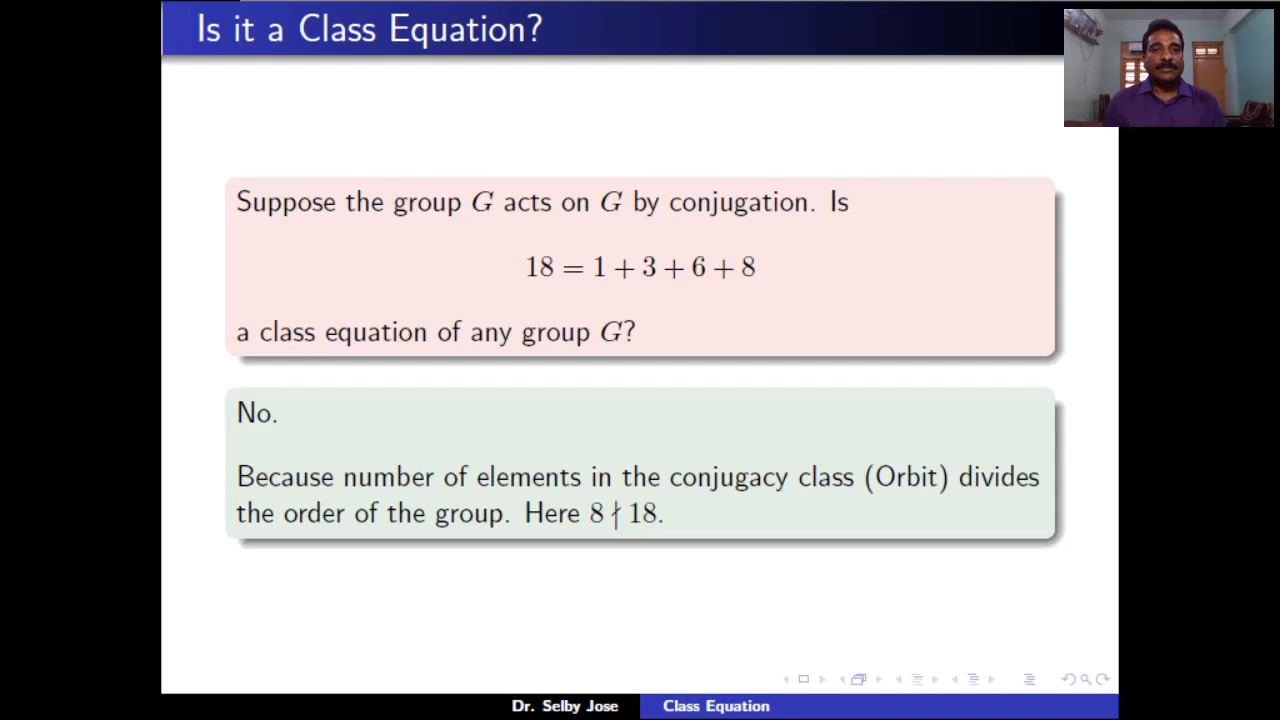 Is it a Class Equation?
Suppose the group G acts on G by conjugation. Is
18 = 1 + 3 + 6 + 8
a class equation of any group G?
No.
Because number of elements in the conjugacy class (Orbit) divides
the order of the group. Here 8 ∤ 18.
Dr. Selby Jose
Class Equation